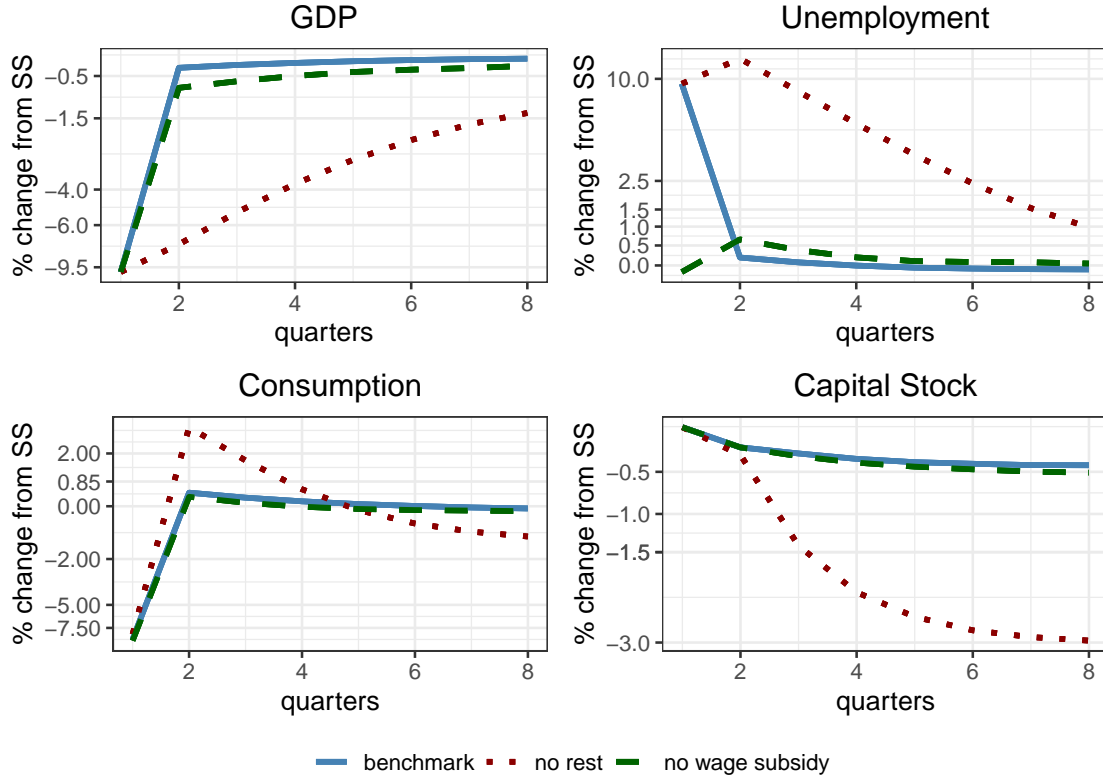 GDP
% change from SS
−0.5
−1.5
−4.0
−6.0
−9.5
2 4 6 8
quarters
Unemployment
% change from SS
10.0
2.5
1.5
1.0
0.5
0.0
2 4 6 8
quarters
Consumption
% change from SS
2.00
0.85
0.00
−2.00
−5.00
−7.50
2 4 6 8
quarters
Capital Stock
% change from SS
−0.5
−1.0
−1.5
−3.0
2 4 6 8
quarters
benchmark no rest no wage subsidy